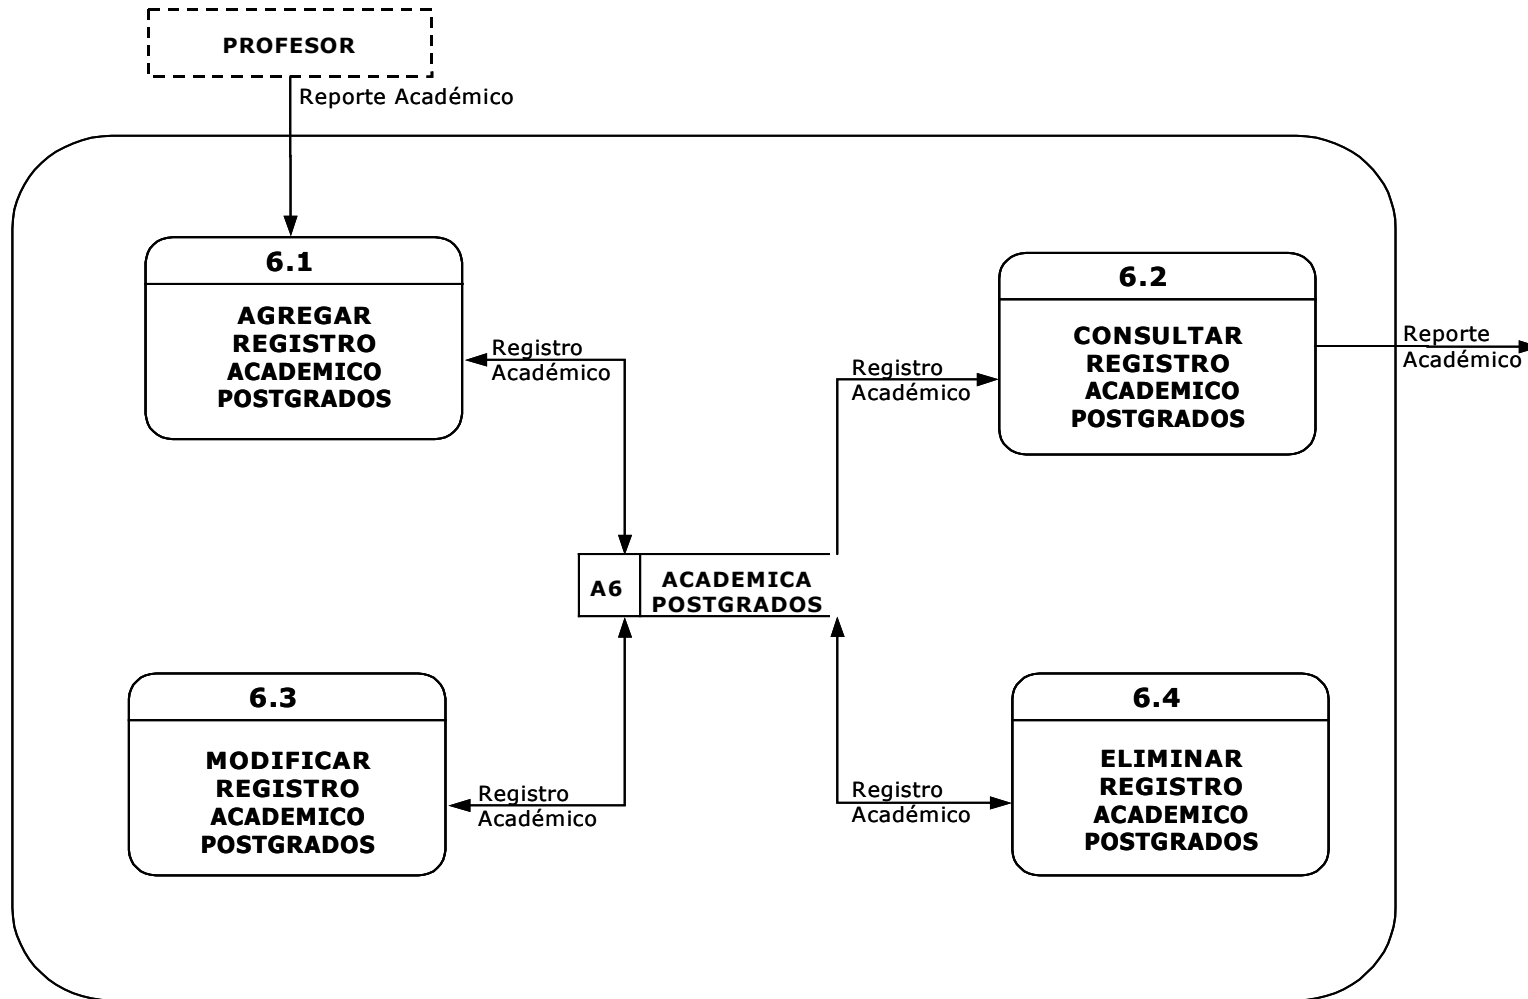 PROFESOR
Reporte Académico
6.1
AGREGAR
REGISTRO
ACADEMICO
POSTGRADOS
Registro
Académico
6.2
CONSULTAR
REGISTRO
ACADEMICO
POSTGRADOS
Registro
Académico
Reporte
Académico
A6
ACADEMICA
POSTGRADOS
6.3
MODIFICAR
REGISTRO
ACADEMICO
POSTGRADOS
Registro
Académico
Registro
Académico
6.4
ELIMINAR
REGISTRO
ACADEMICO
POSTGRADOS